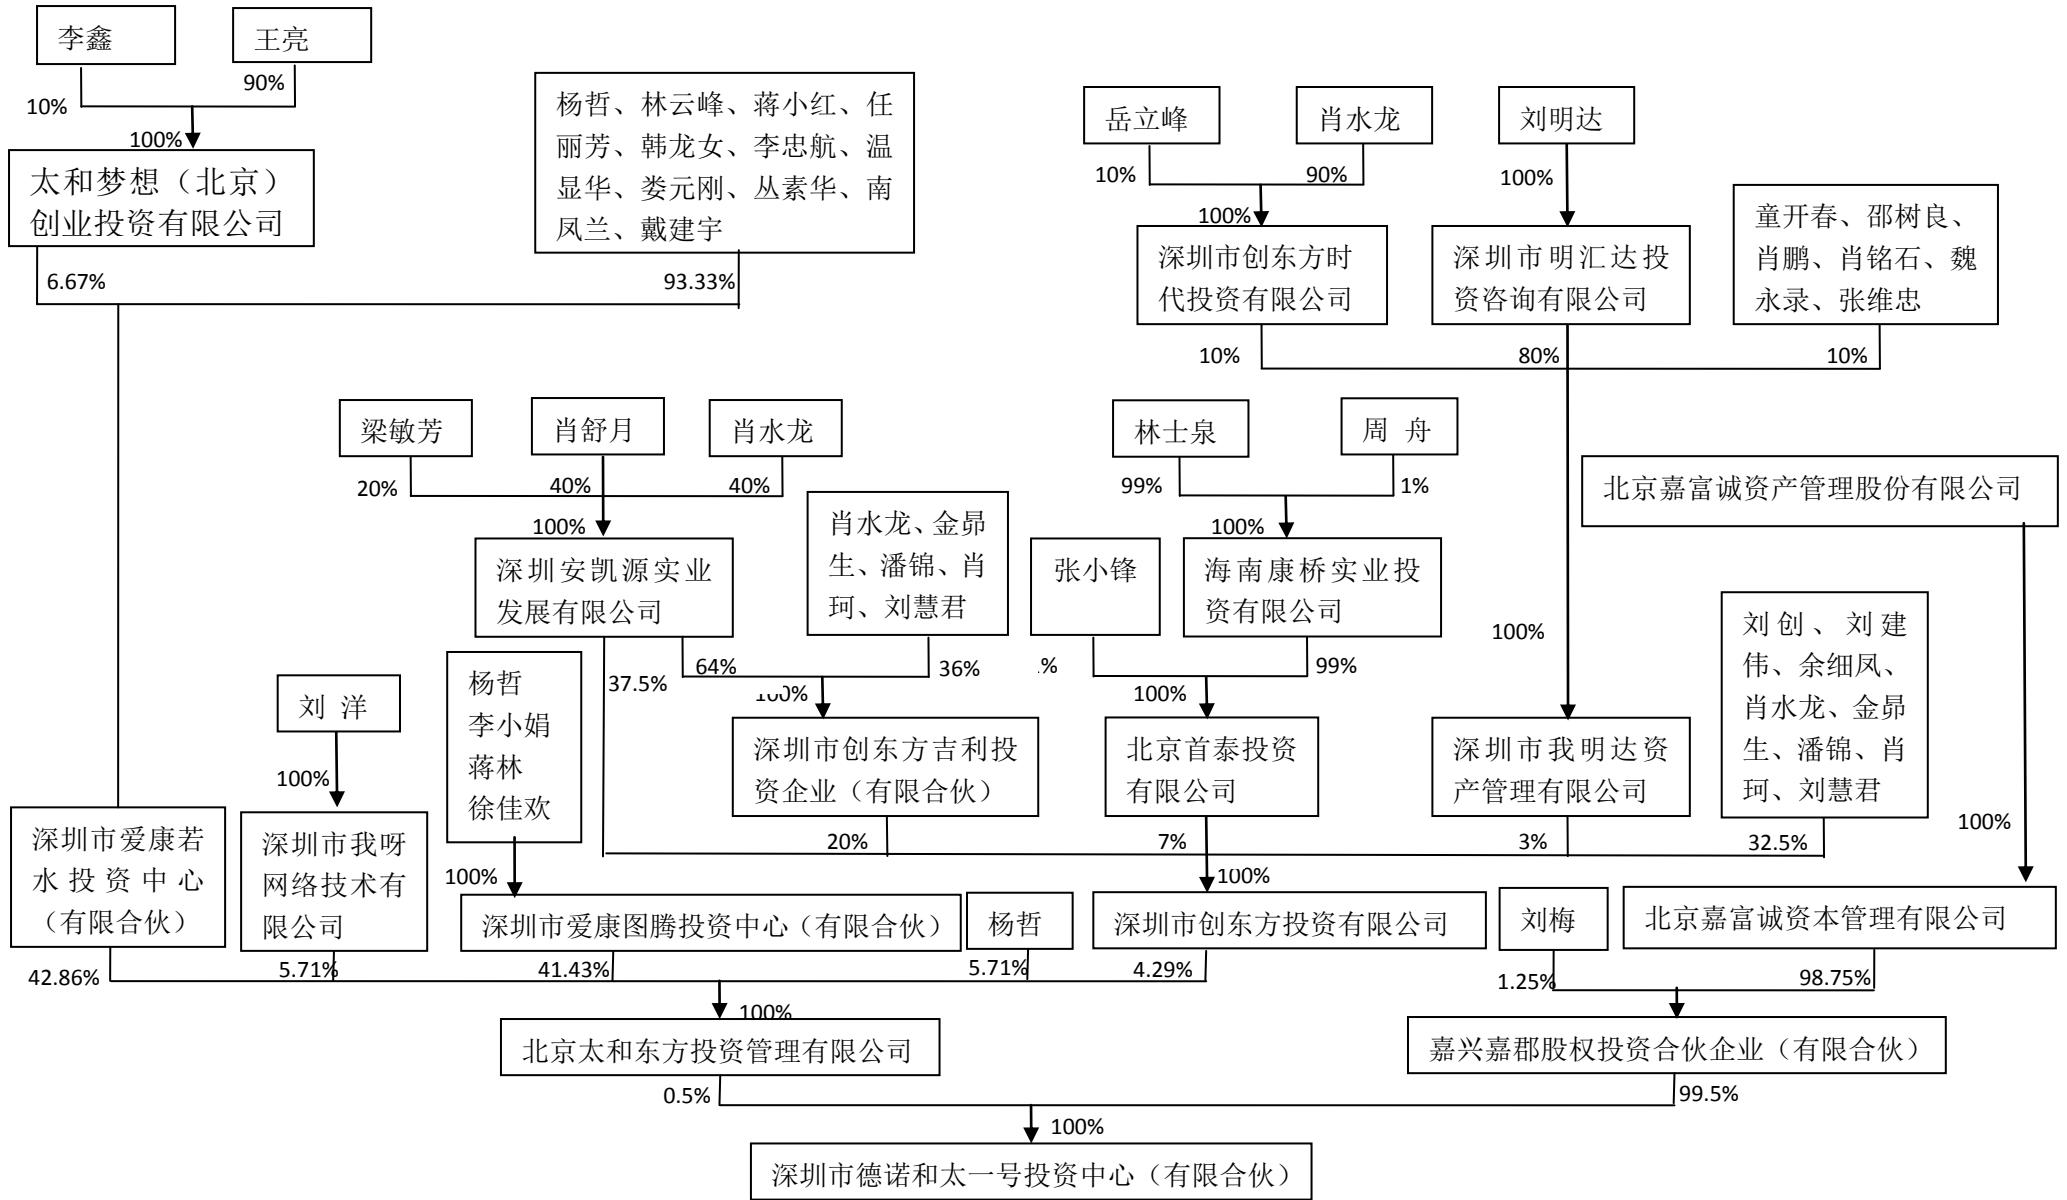 李鑫
王亮
10%
90%
100%
太和梦想（北京）
创业投资有限公司
杨哲、林云峰、蒋小红、任
丽芳、韩龙女、李忠航、温
显华、娄元刚、丛素华、南
凤兰、戴建宇
6.67%
93.33%
岳立峰
肖水龙
刘明达
10%
90%
100%
100%
深圳市创东方时
代投资有限公司
深圳市明汇达投
资咨询有限公司
童开春、邵树良、
肖鹏、肖铭石、魏
永录、张维忠
10%
80%
10%
梁敏芳
肖舒月
肖水龙
20%
40%
40%
100%
深圳安凯源实业
发展有限公司
肖水龙、金昴
生、潘锦、肖
珂、刘慧君
林士泉
周 舟
99%
1%
100%
张小锋
海南康桥实业投
资有限公司
北京嘉富诚资产管理股份有限公司
100%
37.5%
64%
36%
100%
%
99%
100%
刘 洋
100%
杨哲
李小娟
蒋林
徐佳欢
深圳市创东方吉利投
资企业（有限合伙）
北京首泰投资
有限公司
深圳市我明达资
产管理有限公司
刘创、刘建
伟、余细凤、
肖水龙、金昴
生、潘锦、肖
珂、刘慧君
20%
7%
3%
32.5%
100%
深圳市爱康若
水投资中心
（有限合伙）
深圳市我呀
网络技术有
限公司
100%
深圳市爱康图腾投资中心（有限合伙）
杨哲
100%
深圳市创东方投资有限公司
刘梅
北京嘉富诚资本管理有限公司
42.86%
5.71%
41.43%
5.71%
4.29%
1.25%
98.75%
100%
北京太和东方投资管理有限公司
嘉兴嘉郡股权投资合伙企业（有限合伙）
0.5%
99.5%
100%
深圳市德诺和太一号投资中心（有限合伙）